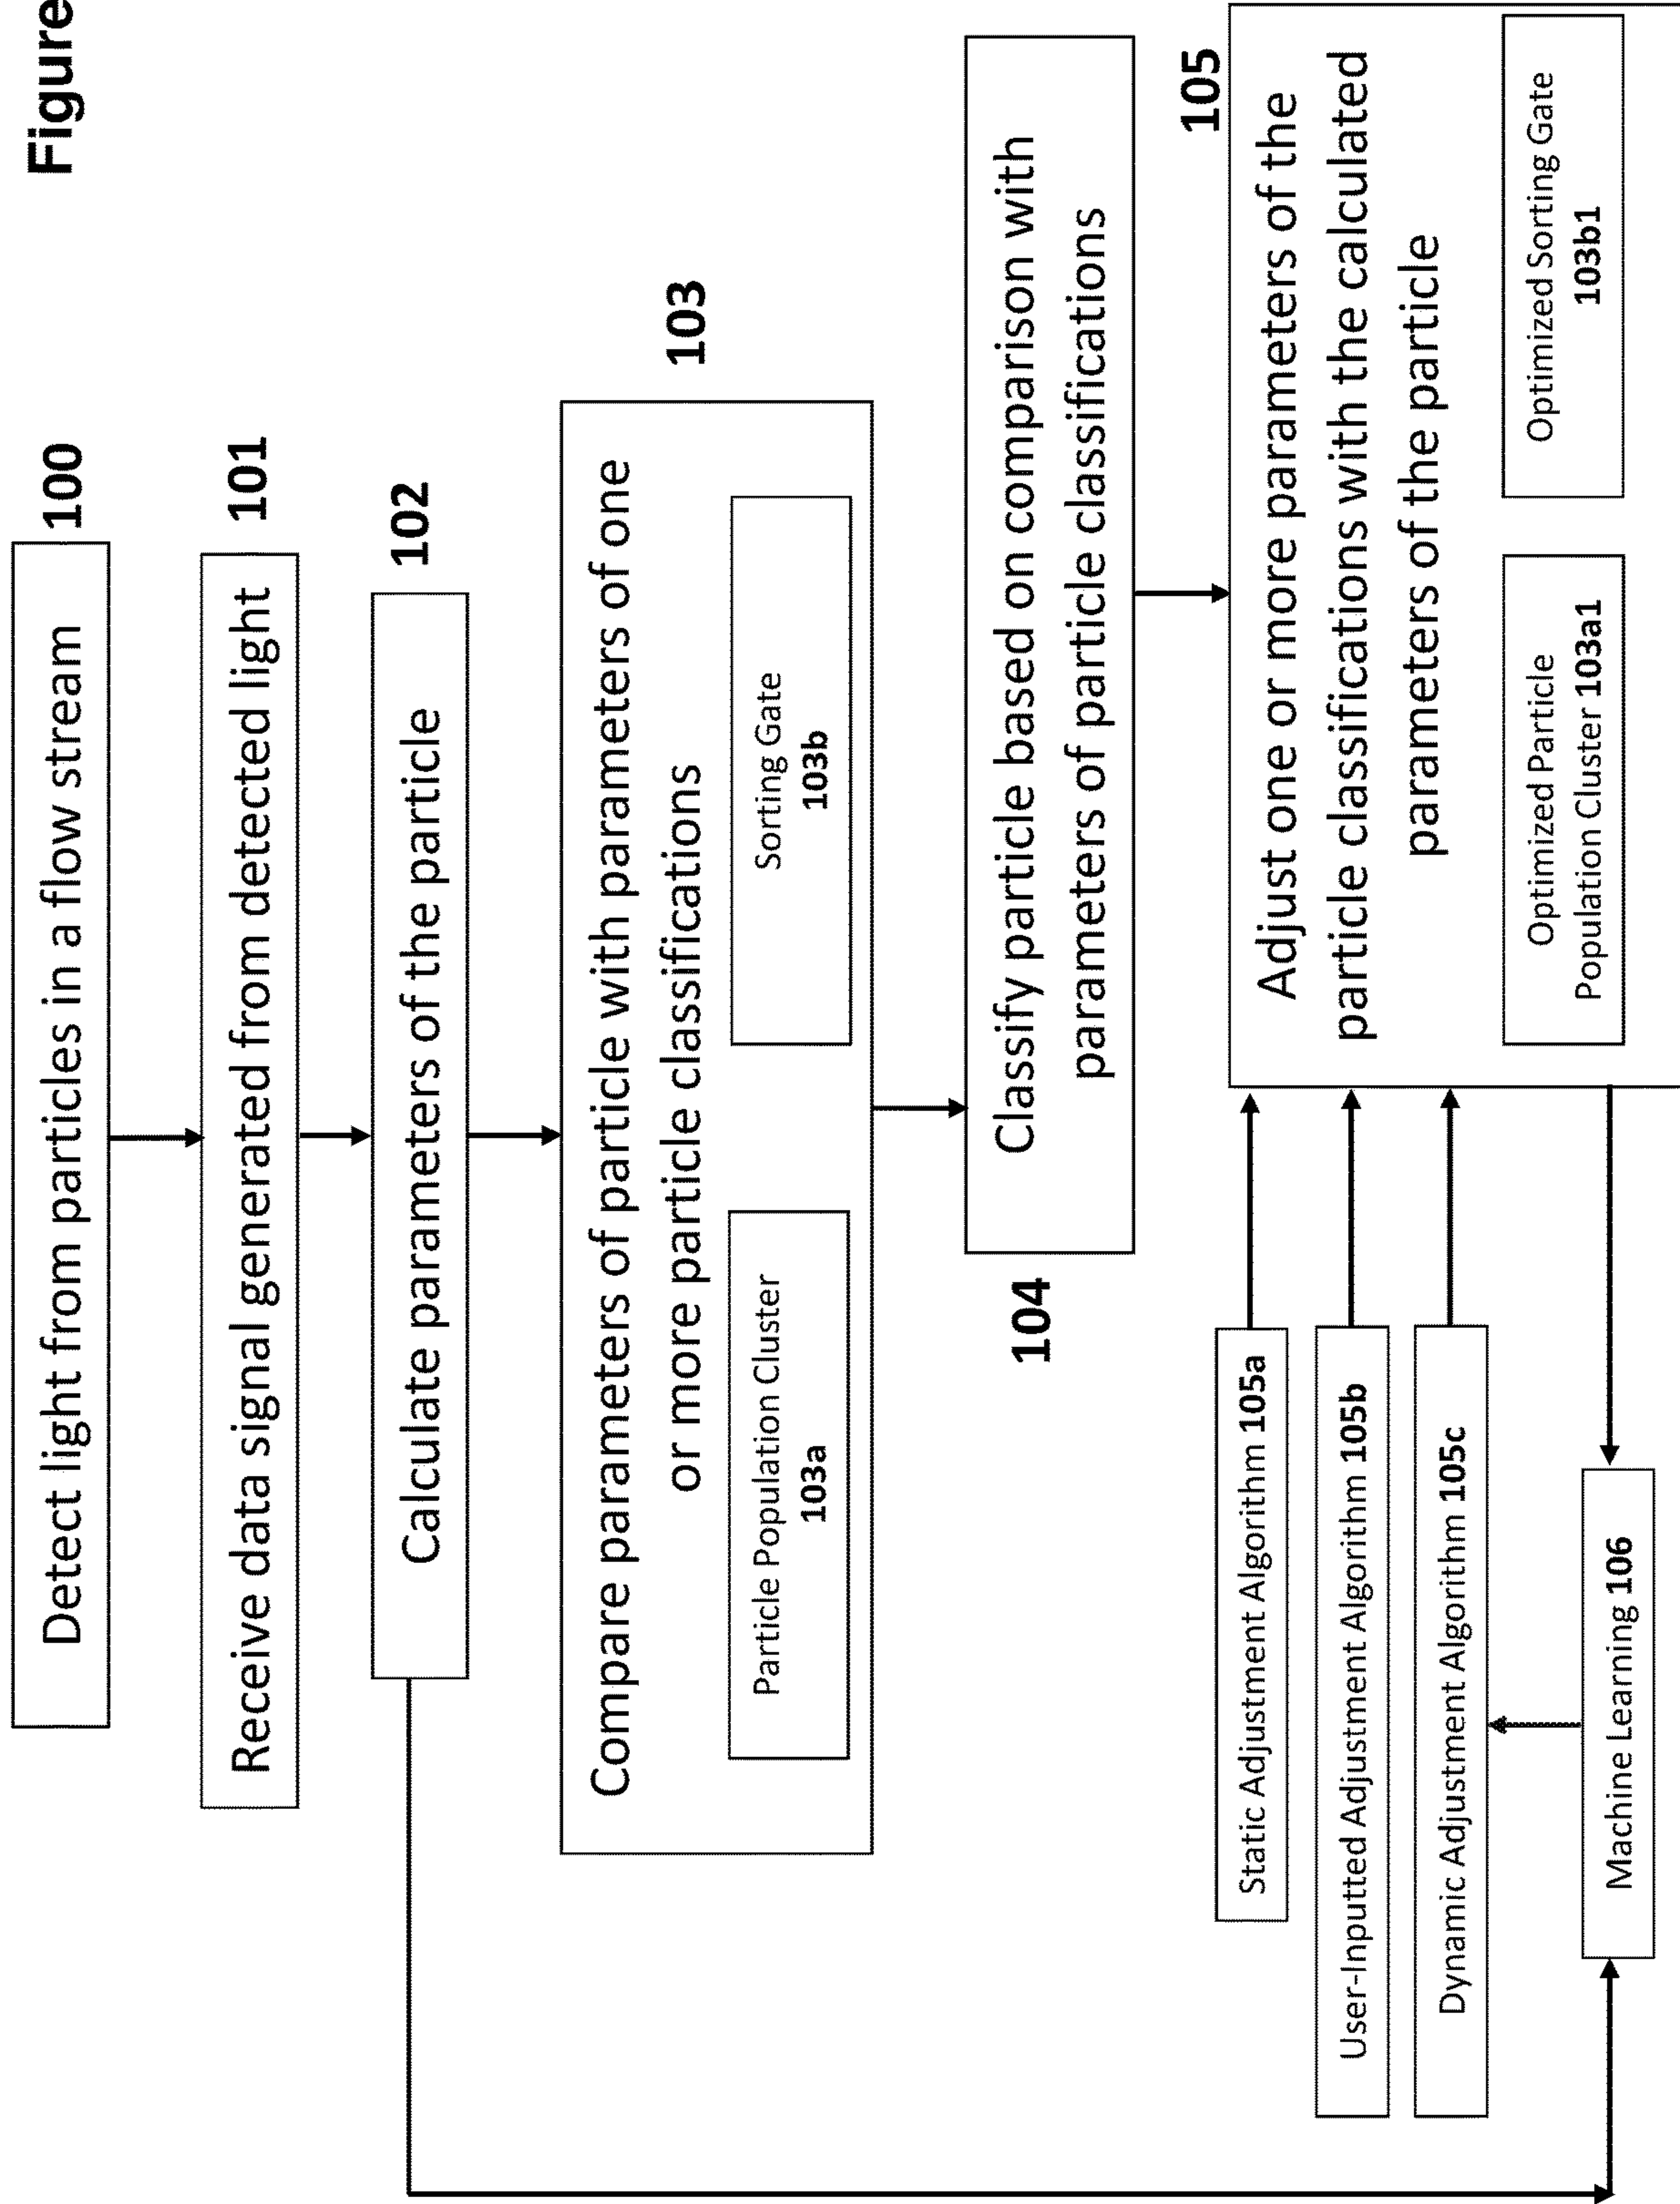 Figure
Detect light from particles in a flow stream
100
Receive data signal generated from detected light
101
Calculate parameters of the particle
102
Compare parameters of particle with parameters of one
or more particle classifications
103
Particle Population Cluster
103a
Sorting Gate
103b
104
Classify particle based on comparison with
parameters of particle classifications
105
Adjust one or more parameters of the
particle classifications with the calculated
parameters of the particle
Optimized Particle
Population Cluster 103a1
Optimized Sorting Gate
103b1
Static Adjustment Algorithm 105a
User-Inputted Adjustment Algorithm 105b
Dynamic Adjustment Algorithm 105c
Machine Learning 106